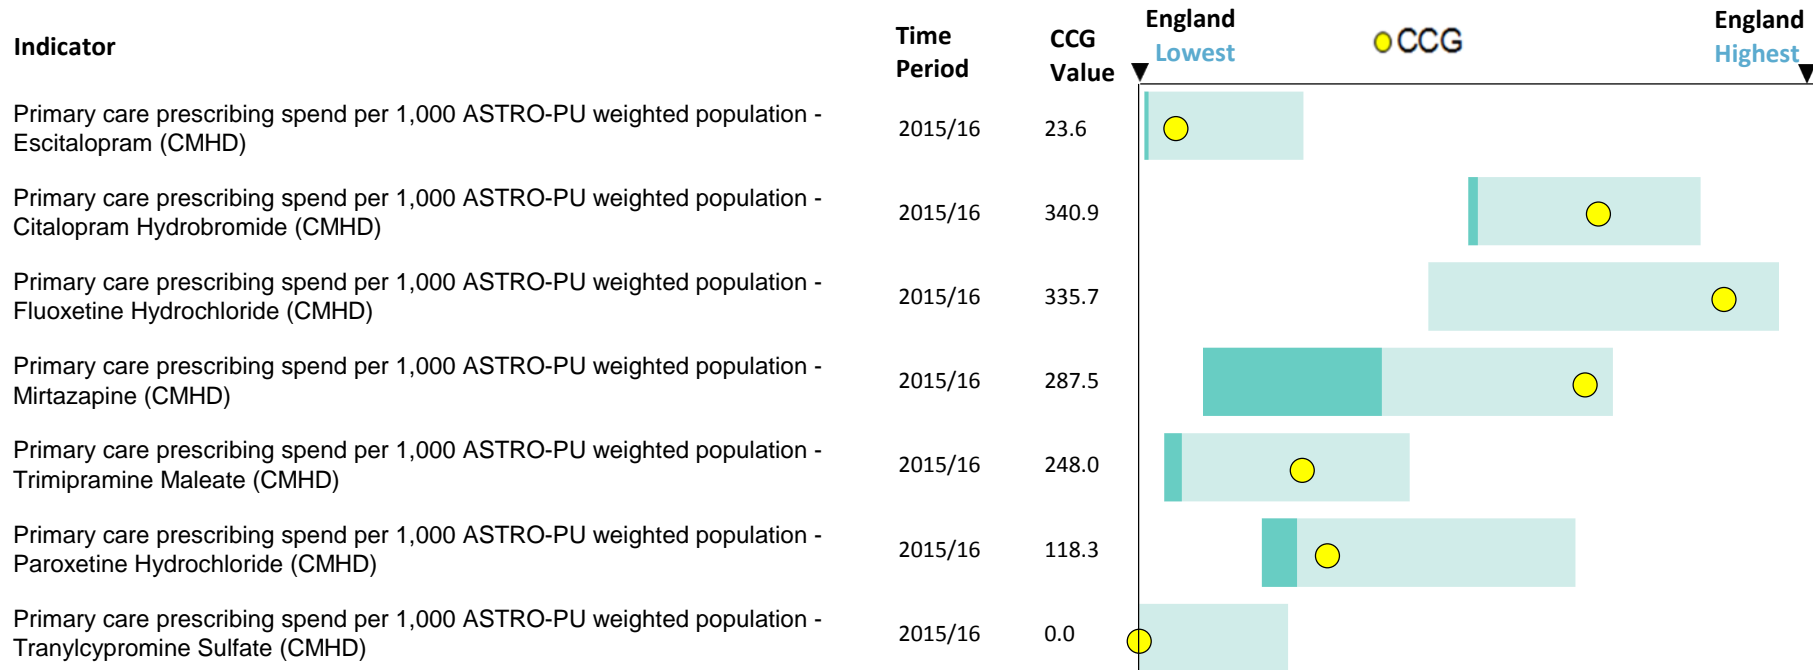 Indicator
Time
Period
CCG
Value
England
Lowest
CCG
England
Highest
Primary care prescribing spend per 1,000 ASTRO-PU weighted population -
Escitalopram (CMHD)
2015/16
23.6
Primary care prescribing spend per 1,000 ASTRO-PU weighted population -
Citalopram Hydrobromide (CMHD)
2015/16
340.9
Primary care prescribing spend per 1,000 ASTRO-PU weighted population -
Fluoxetine Hydrochloride (CMHD)
2015/16
335.7
Primary care prescribing spend per 1,000 ASTRO-PU weighted population -
Mirtazapine (CMHD)
2015/16
287.5
Primary care prescribing spend per 1,000 ASTRO-PU weighted population -
Trimipramine Maleate (CMHD)
2015/16
248.0
Primary care prescribing spend per 1,000 ASTRO-PU weighted population -
Paroxetine Hydrochloride (CMHD)
2015/16
118.3
Primary care prescribing spend per 1,000 ASTRO-PU weighted population -
Tranylcypromine Sulfate (CMHD)
2015/16
0.0